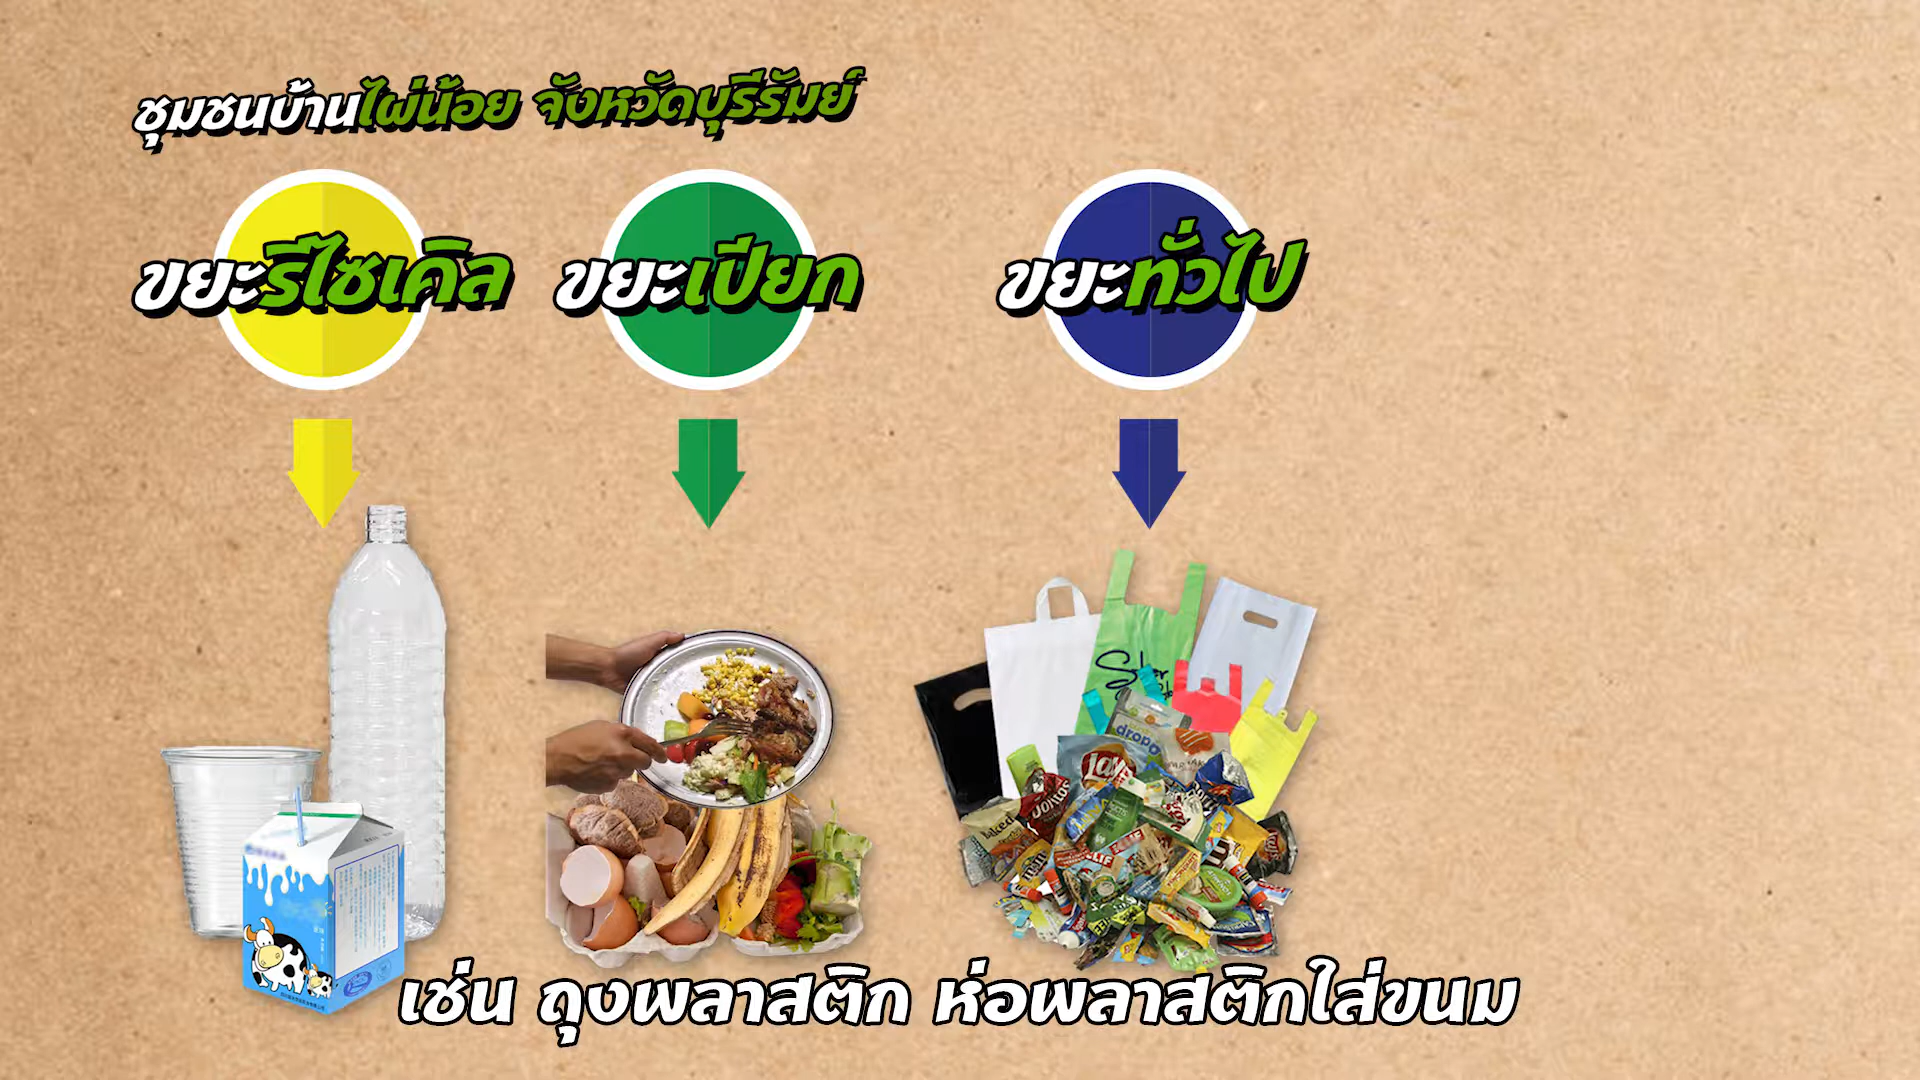 ชุมชนบ้านไผ่น้อย จังหวัดบุรีรัมย์
ขยะรีไซเคิล
ขยะเปียก
ขยะทั่วไป
dropo
เช่น ถุงพลาสติก ห่อพลาสติกใส่ขนม